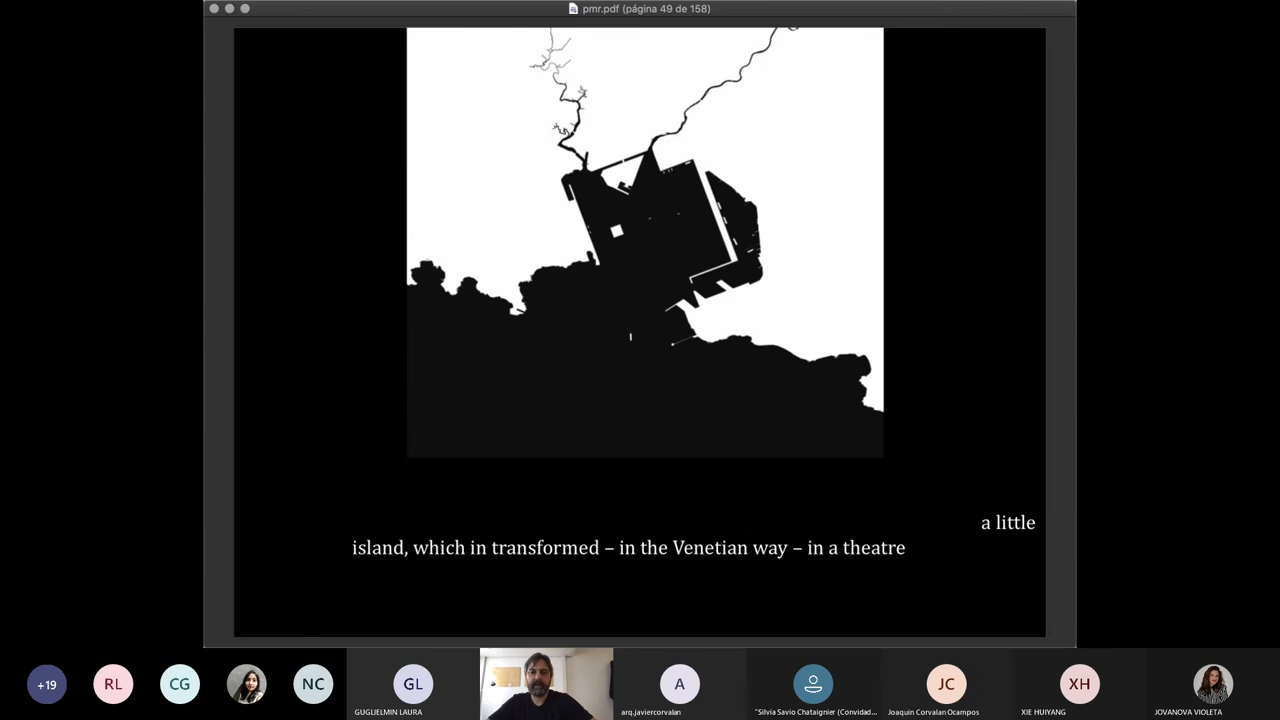 pmr.pdf (página 49 de 158)
a little
island, which in transformed – in the Venetian way – in a theatre
+19
RL
CG
NC
GL
A
JC
XH
GUGLIELMIN LAURA
arq.javiercorvalan
"Silvia Savio Chataignier (Convidad...
Joaquin Corvalan Ocampos
XIE HUIYANG
JOVANOVA VIOLETA